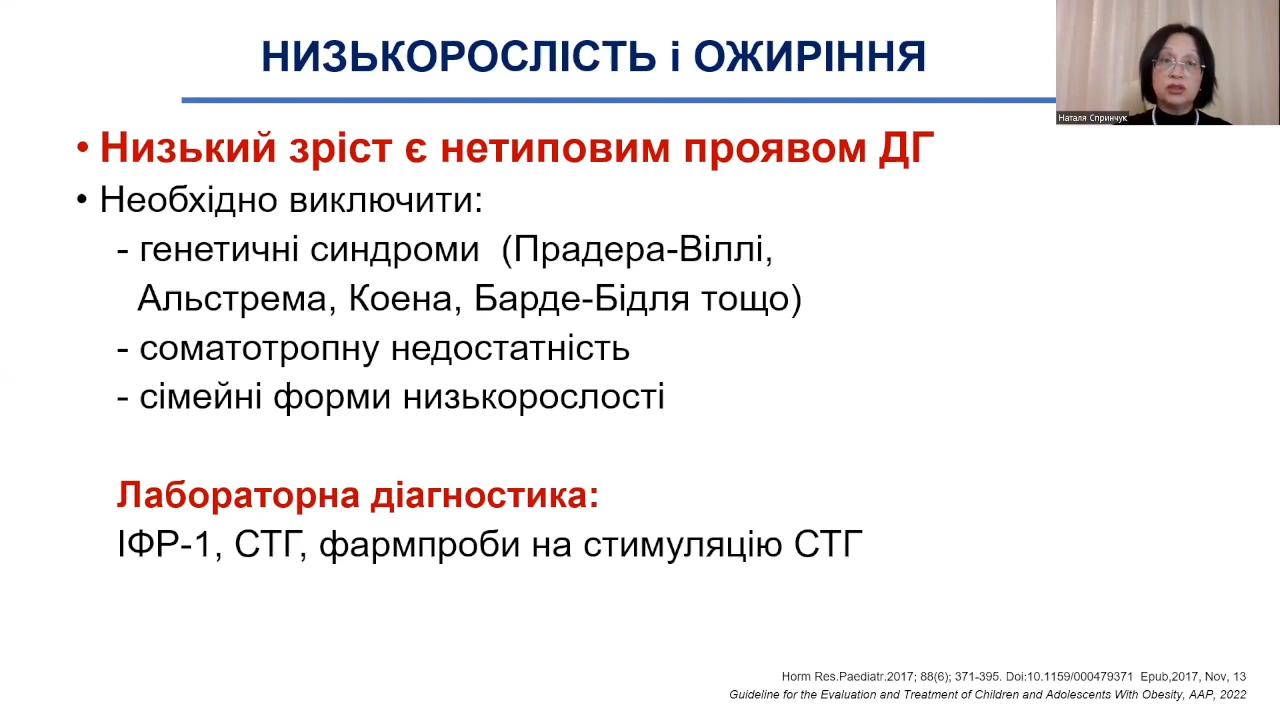 НИЗЬКОРОСЛІСТЬ і ОЖИРІННЯ
Наталя Спринчук
• Низький зріст є нетиповим проявом ДГ
• Необхідно виключити:
- генетичні синдроми (Прадера-Віллі,
Альстрема, Коена, Барде-Бідля тощо)
- соматотропну недостатність
- сімейні форми низькорослості
Лабораторна діагностика:
ІФР-1, СТГ, фармпроби на стимуляцію СТГ
Horm Res.Paediatr.2017; 88(6); 371-395. Doi:10.1159/000479371 Epub,2017, Nov, 13
Guideline for the Evaluation and Treatment of Children and Adolescents With Obesity, AAP, 2022